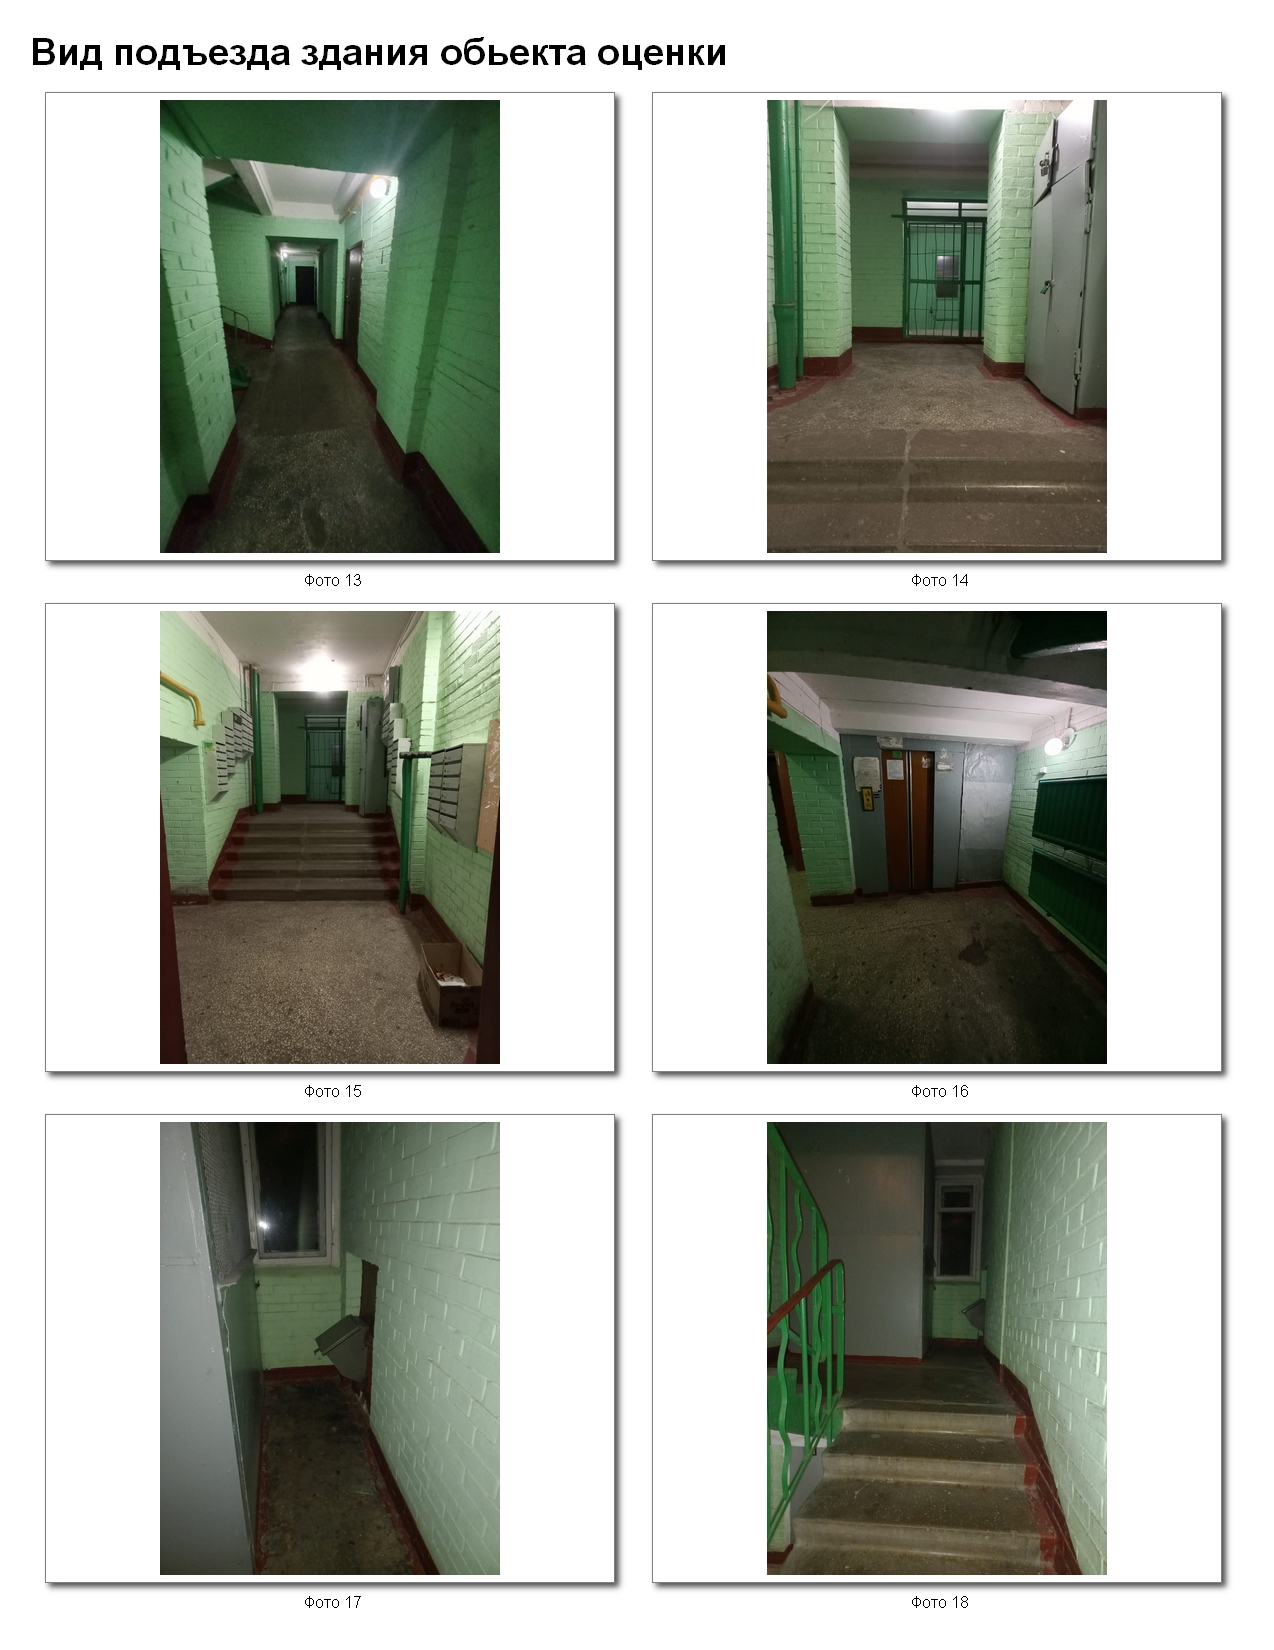 Вид подъезда здания обьекта оценки
Фото 13
Фото 14
Фото 15
Фото 16
Фото 17
Фото 18